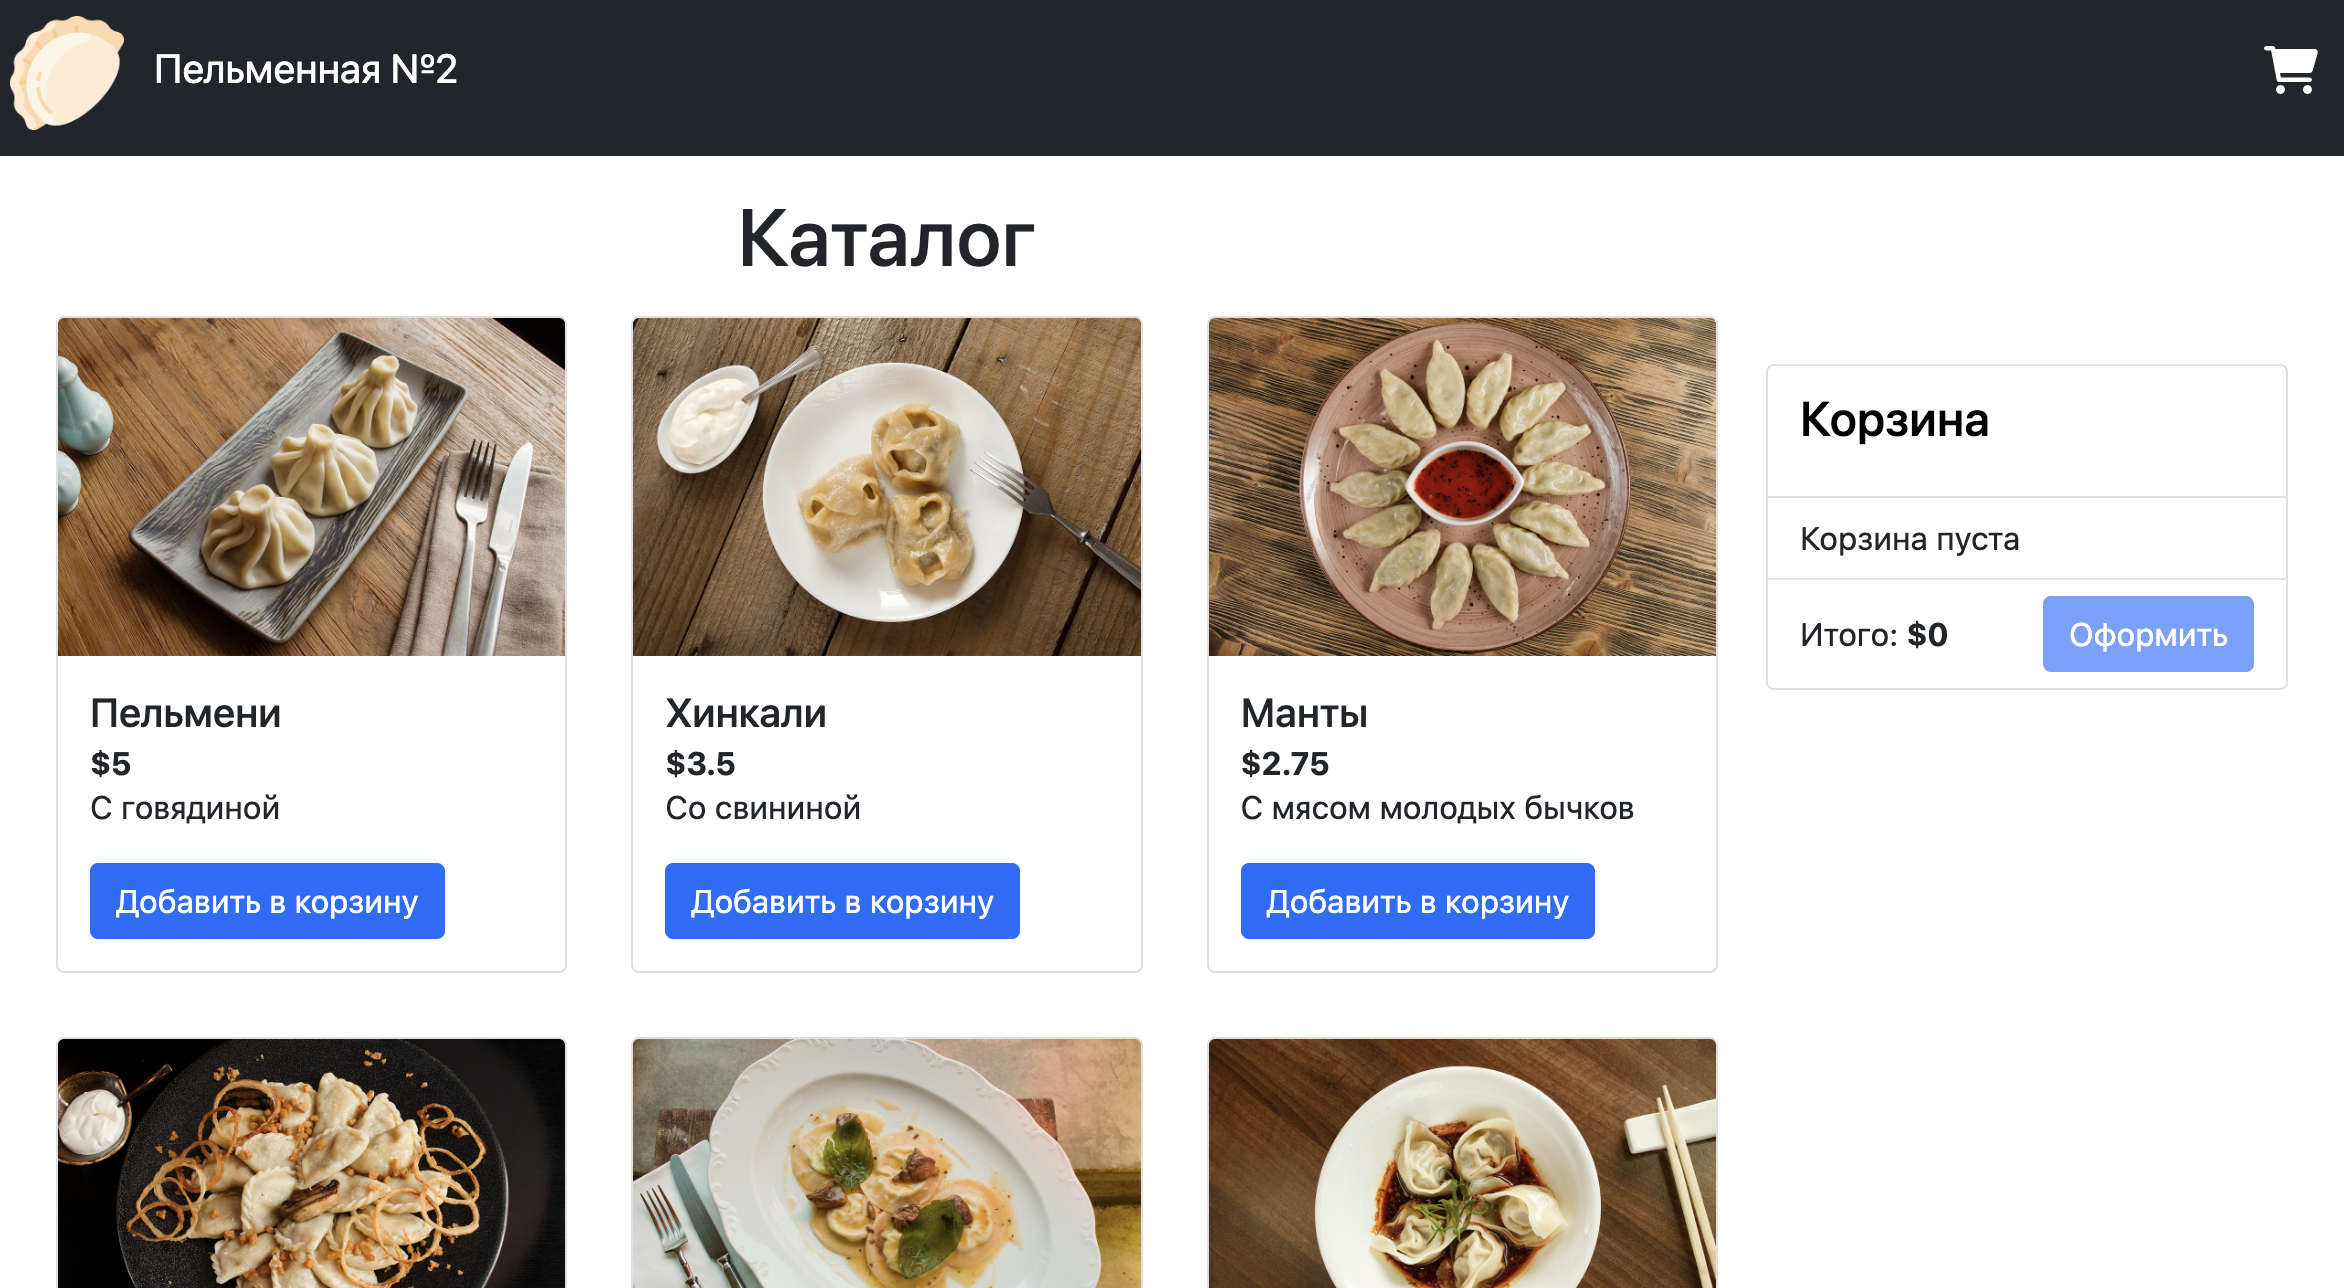 Пельменная №2
Каталог
Пельмени
$5
С говядиной
Добавить в корзину
Хинкали
$3.5
Со свининой
Добавить в корзину
Манты
$2.75
С мясом молодых бычков
Добавить в корзину
Корзина
Корзина пуста
Итого: $0
Оформить